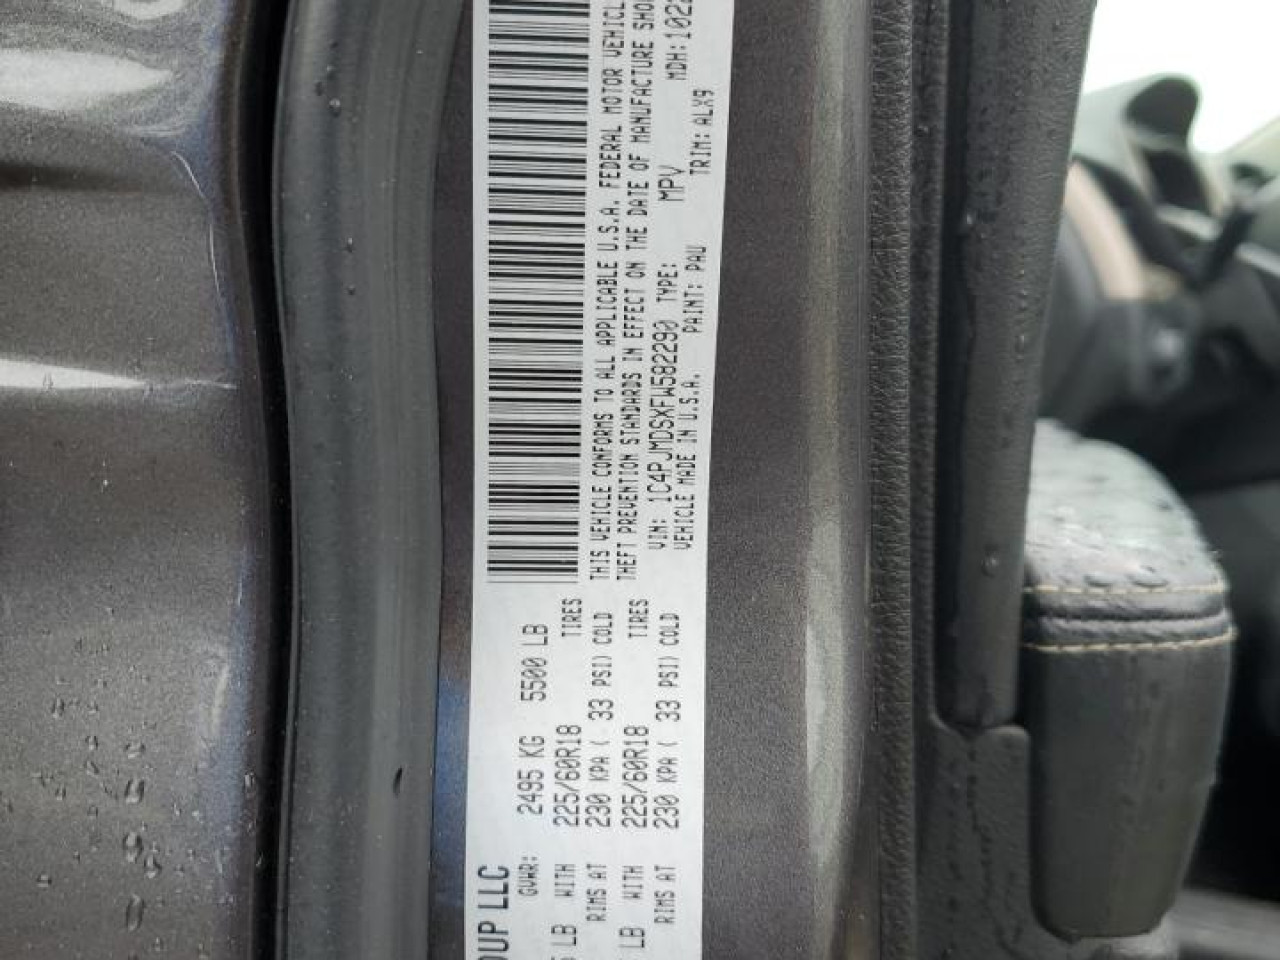 OUP LLC
GVWR: 2495 KG 5500 LB
LB WITH 225/60R18 TIRES
RIMS AT 230 KPA ( 33 PSI) COLD
LB WITH 225/60R18 TIRES
RIMS AT 230 KPA ( 33 PSI) COLD
THIS VEHICLE CONFORMS TO ALL APPLICABLE U.S.A. FEDERAL MOTOR VEHICL
THEFT PREVENTION STANDARDS IN EFFECT ON THE DATE OF MANUFACTURE SHO
VIN: 1C4PJMDSXFW582290 TYPE: MPV MDH: 102
VEHICLE MADE IN U.S.A. PAINT: PAU TRIM: ALX9